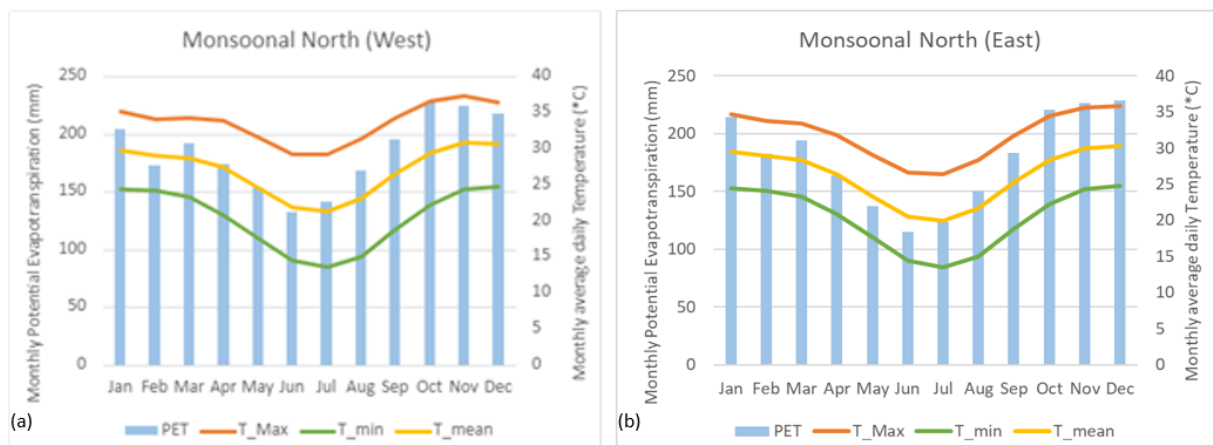 Monsoonal North (West)
Monthly Potential Evapotranspiration (mm)
250
200
150
100
50
0
40
35
30
25
20
15
10
5
0
Monthly average daily Temperature (°C)
Jan Feb Mar Apr May Jun Jul Aug Sep Oct Nov Dec
(a)
PET T_Max T_min T_mean
Monsoonal North (East)
Monthly Potential Evapotranspiration (mm)
250
200
150
100
50
0
40
35
30
25
20
15
10
5
0
Monthly average daily Temperature (°C)
Jan Feb Mar Apr May Jun Jul Aug Sep Oct Nov Dec
(b)
PET T_Max T_min T_mean